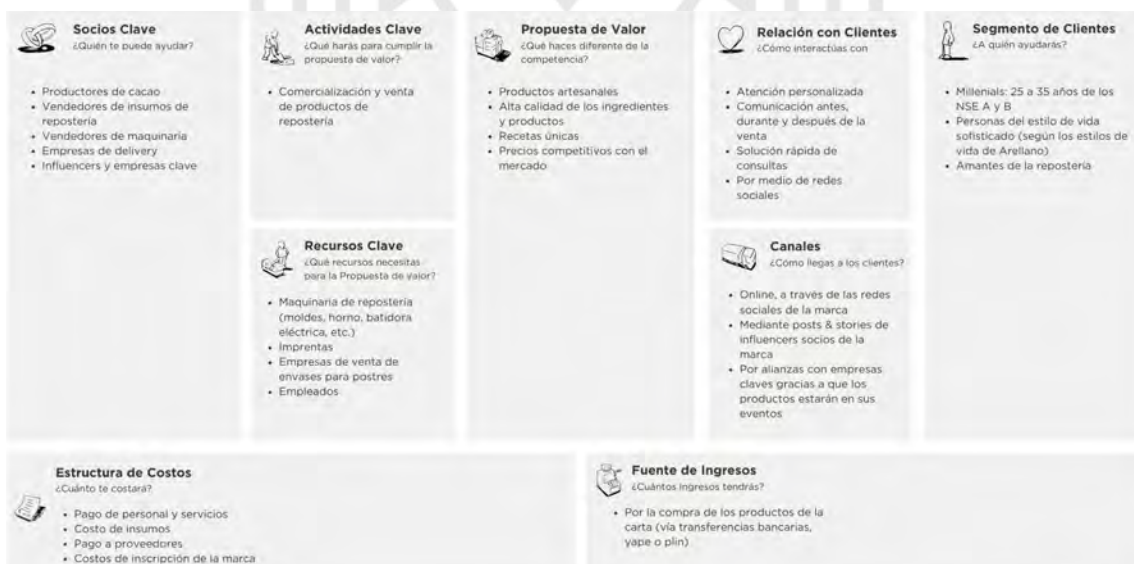 Socios Clave
¿Quién te puede ayudar?
• Productores de cacao
• Vendedores de insumos de
repostería
• Vendedores de maquinaria
• Empresas de delivery
• Influencers y empresas clave
Actividades Clave
¿Qué harás para cumplir la
propuesta de valor?
• Comercialización y venta
de productos de
repostería
Recursos Clave
¿Qué recursos necesitas
para la Propuesta de valor?
• Maquinaria de repostería
(moldes, horno, batidora
eléctrica, etc.)
• Imprentas
• Empresas de venta de
envases para postres
• Empleados
Propuesta de Valor
¿Qué haces diferente de la
competencia?
• Productos artesanales
• Alta calidad de los ingredientes
y productos
• Recetas únicas
• Precios competitivos con el
mercado
Relación con Clientes
¿Cómo interactúas con
• Atención personalizada
• Comunicación antes,
durante y después de la
venta
• Solución rápida de
consultas
• Por medio de redes
sociales
Canales
¿Cómo llegas a los clientes?
• Online, a través de las redes
sociales de la marca
• Mediante posts & stories de
influencers socios de la
marca
• Por alianzas con empresas
claves gracias a que los
productos estarán en sus
eventos
Segmento de Clientes
¿A quién ayudarás?
• Millenials: 25 a 35 años de los
NSE A y B
• Personas del estilo de vida
sofisticado (según los estilos de
vida de Arellano)
• Amantes de la repostería
Estructura de Costos
¿Cuánto te costará?
• Pago de personal y servicios
• Costo de insumos
• Pago a proveedores
• Costos de inscripción de la marca
Fuente de Ingresos
¿Cuántos ingresos tendrás?
• Por la compra de los productos de la
carta (vía transferencias bancarias,
yape o plin)